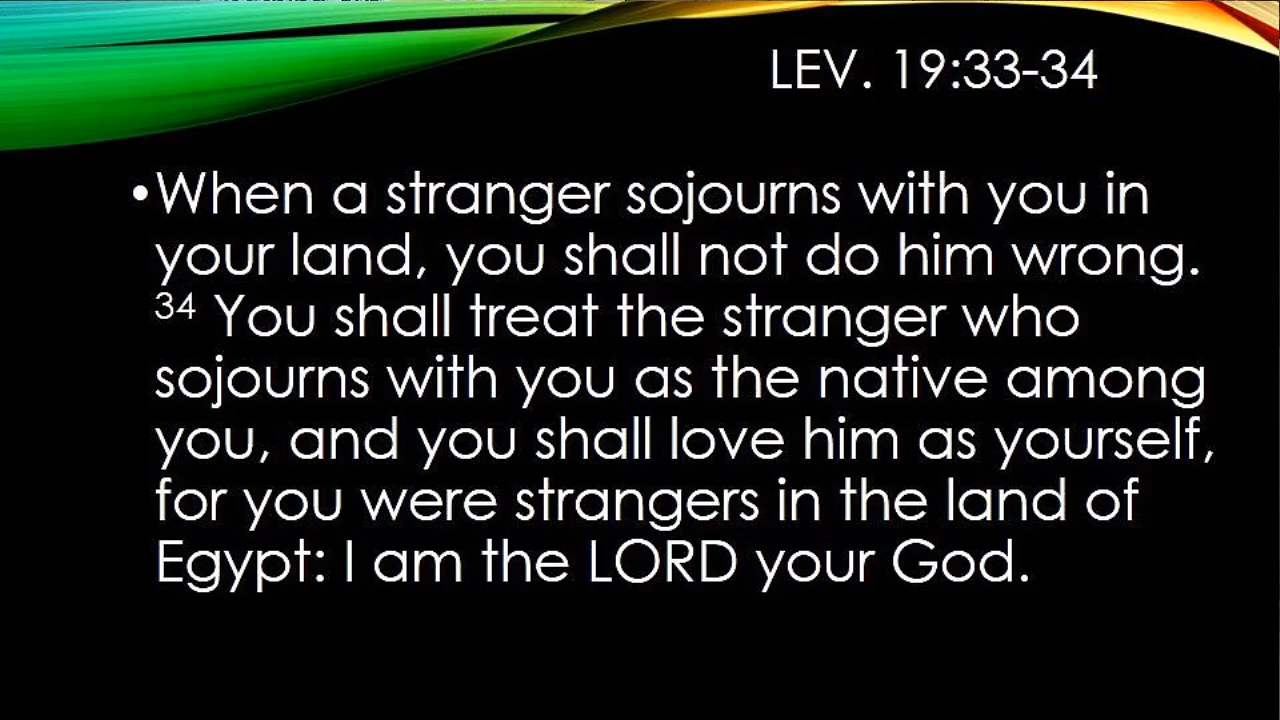 LEV. 19:33-34
•When a stranger sojourns with you in
your land, you shall not do him wrong.
34 You shall treat the stranger who
sojourns with you as the native among
you, and you shall love him as yourself,
for you were strangers in the land of
Egypt: I am the LORD your God.